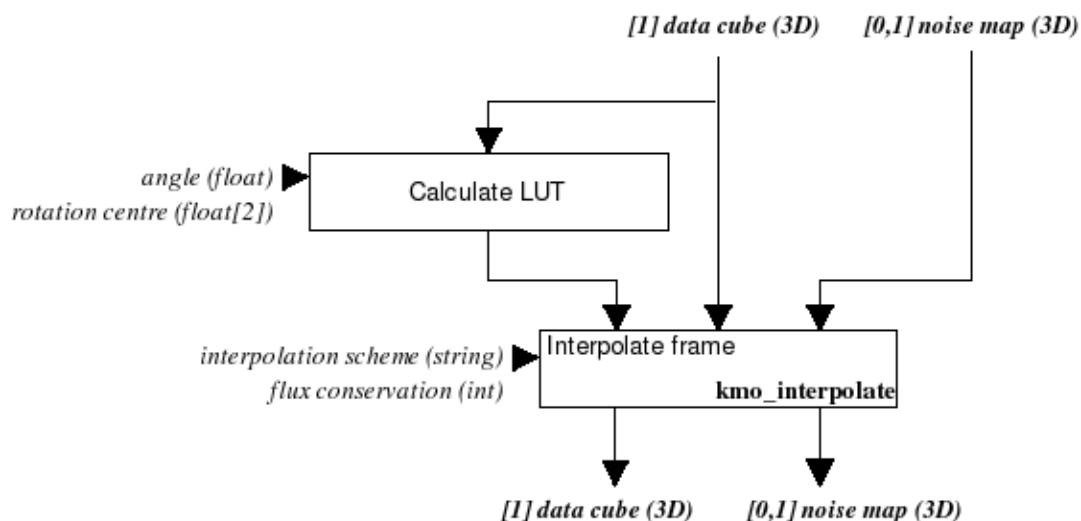 [1] data cube (3D) [0,1] noise map (3D)
angle (float)
rotation centre (float[2])
Calculate LUT
interpolation scheme (string)
flux conservation (int)
Interpolate frame
kmo_interpolate
[1] data cube (3D) [0,1] noise map (3D)